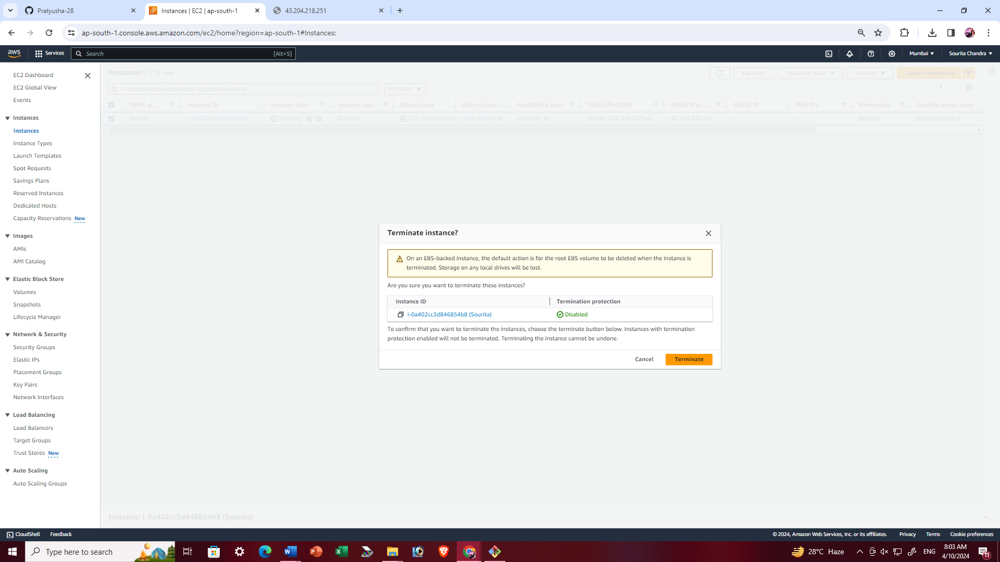 Pratyusha-28
Instances | EC2 | ap-south-1
43.204.218.251
ap-south-1.console.aws.amazon.com/ec2/home?region=ap-south-1#Instances:
aws
Services
Search
[Alt+S]
Mumbai
Sourita Chandra
EC2 Dashboard
EC2 Global View
Events
Instances
Instances
Instance Types
Launch Templates
Spot Requests
Savings Plans
Reserved Instances
Dedicated Hosts
Capacity Reservations New
Images
AMIs
AMI Catalog
Elastic Block Store
Volumes
Snapshots
Lifecycle Manager
Network & Security
Security Groups
Elastic IPs
Placement Groups
Key Pairs
Network Interfaces
Load Balancing
Load Balancers
Target Groups
Trust Stores New
Auto Scaling
Auto Scaling Groups
Instances (1/1) Info
Connect
Instance state
Actions
Launch instances
Find Instance by attribute or tag (case-sensitive)
All states
1
Name Instance ID Instance state Instance type Status check Alarm status Availability Zone Public IPv4 DNS Public IPv4 ... Elastic IP IPv6 IPs Monitoring Security group name
Sourita i-0a402cc3d846854b8 Running t2.micro 2/2 checks passed View alarms + ap-south-1b ec2-43-204-218-251.ap... 43.204.218.251 – – disabled launch-wizard-3
Terminate instance?
On an EBS-backed instance, the default action is for the root EBS volume to be deleted when the instance is
terminated. Storage on any local drives will be lost.
Are you sure you want to terminate these instances?
Instance ID Termination protection
i-0a402cc3d846854b8 (Sourita) Disabled
To confirm that you want to terminate the instances, choose the terminate button below. Instances with termination
protection enabled will not be terminated. Terminating the instance cannot be undone.
Cancel Terminate
Instance: i-0a402cc3d846854b8 (Sourita)
CloudShell Feedback
© 2024, Amazon Web Services, Inc. or its affiliates. Privacy Terms Cookie preferences
Type here to search
28°C Haze
ENG
8:03 AM
4/10/2024
11